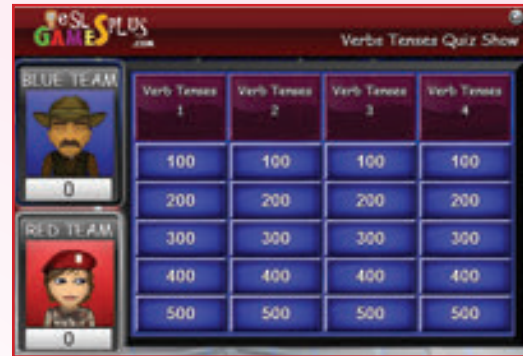 ESL
GAMES PLUS
.com
Verbs Tenses Quiz Show
BLUE TEAM
0
RED TEAM
0
Verb Tenses Verb Tenses Verb Tenses Verb Tenses
1 2 3 4
100 100 100 100
200 200 200 200
300 300 300 300
400 400 400 400
500 500 500 500